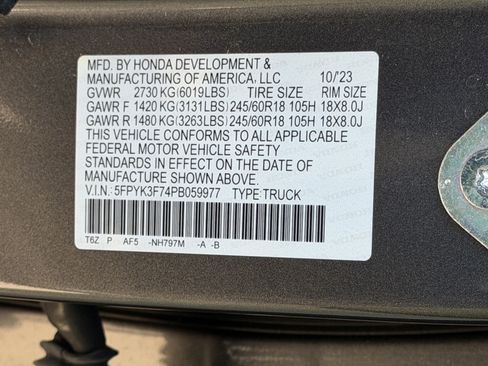 MFD. BY HONDA DEVELOPMENT &
MANUFACTURING OF AMERICA, LLC 10/'23
GVWR 2730 KG(6019LBS) TIRE SIZE RIM SIZE
GAWR F 1420 KG(3131LBS) 245/60R18 105H 18X8.0J
GAWR R 1480 KG(3263LBS) 245/60R18 105H 18X8.0J
THIS VEHICLE CONFORMS TO ALL APPLICABLE
FEDERAL MOTOR VEHICLE SAFETY
STANDARDS IN EFFECT ON THE DATE OF
MANUFACTURE SHOWN ABOVE.
V.I.N.: 5FPYK3F74PB059977 TYPE:TRUCK
T6Z P AF5 -NH797M -A -B